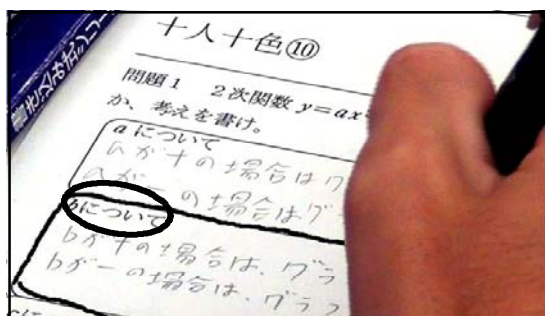 十人十色⑩
問題1 2次関数 y=ax
か、考えを書け。
aについて
aが+の場合はグ
aが−の場合はグ
bについて
bが+の場合は、グラ
bが−の場合は、グラフ